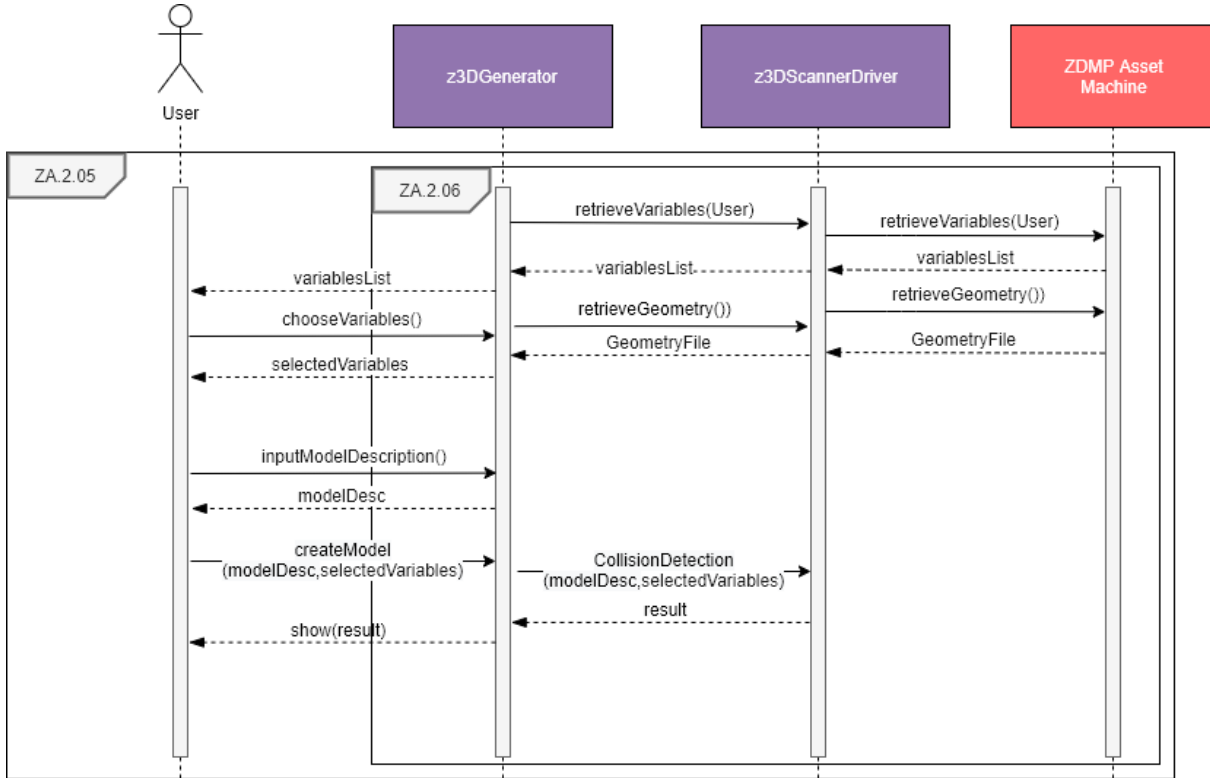 User
z3DGenerator
z3DScannerDriver
ZDMP Asset
Machine
ZA.2.05
ZA.2.06
retrieveVariables(User)
retrieveVariables(User)
variablesList
variablesList
variablesList
retrieveGeometry())
chooseVariables()
retrieveGeometry())
GeometryFile
GeometryFile
selectedVariables
inputModelDescription()
modelDesc
createModel
(modelDesc,selectedVariables)
CollisionDetection
(modelDesc,selectedVariables)
result
show(result)